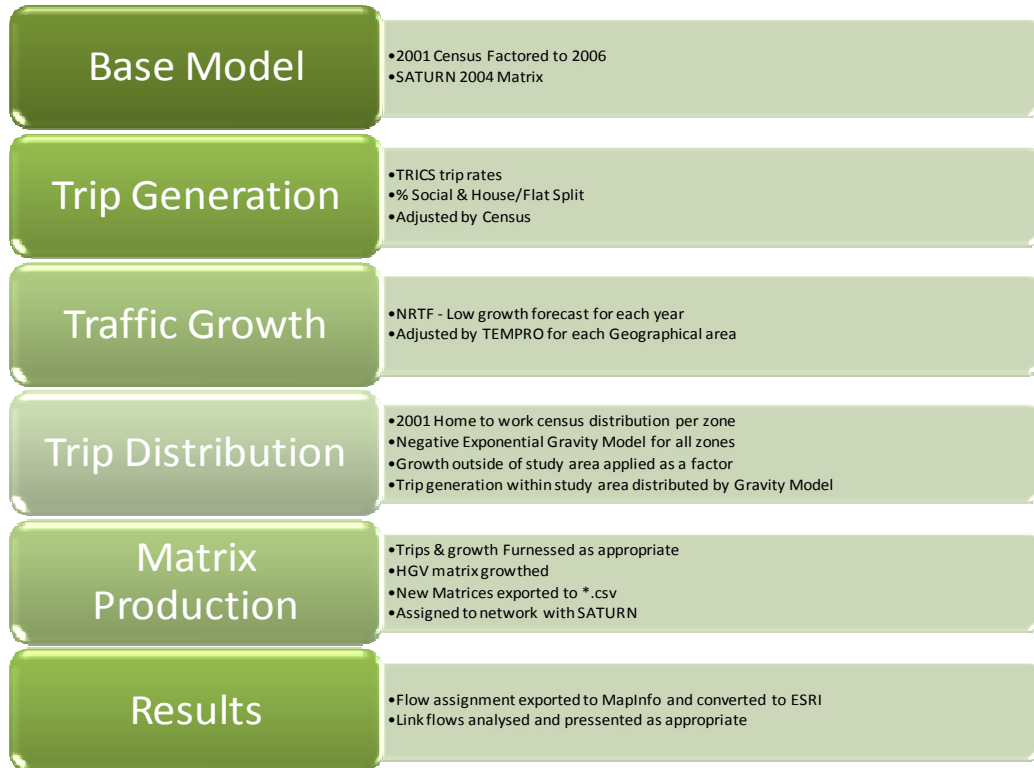 Base Model
•2001 Census Factored to 2006
•SATURN 2004 Matrix
Trip Generation
•TRICS trip rates
•% Social & House/Flat Split
•Adjusted by Census
Traffic Growth
•NRTF - Low growth forecast for each year
•Adjusted by TEMPRO for each Geographical area
Trip Distribution
•2001 Home to work census distribution per zone
•Negative Exponential Gravity Model for all zones
•Growth outside of study area applied as a factor
•Trip generation within study area distributed by Gravity Model
Matrix
Production
•Trips & growth Furnessed as appropriate
•HGV matrix growthed
•New Matrices exported to *.csv
•Assigned to network with SATURN
Results
•Flow assignment exported to MapInfo and converted to ESRI
•Link flows analysed and pressented as appropriate